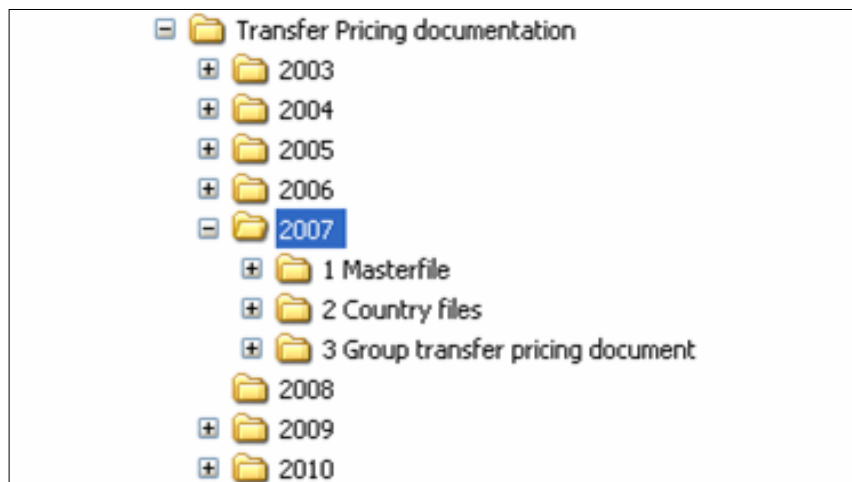 Transfer Pricing documentation
2003
2004
2005
2006
2007
1 Masterfile
2 Country files
3 Group transfer pricing document
2008
2009
2010